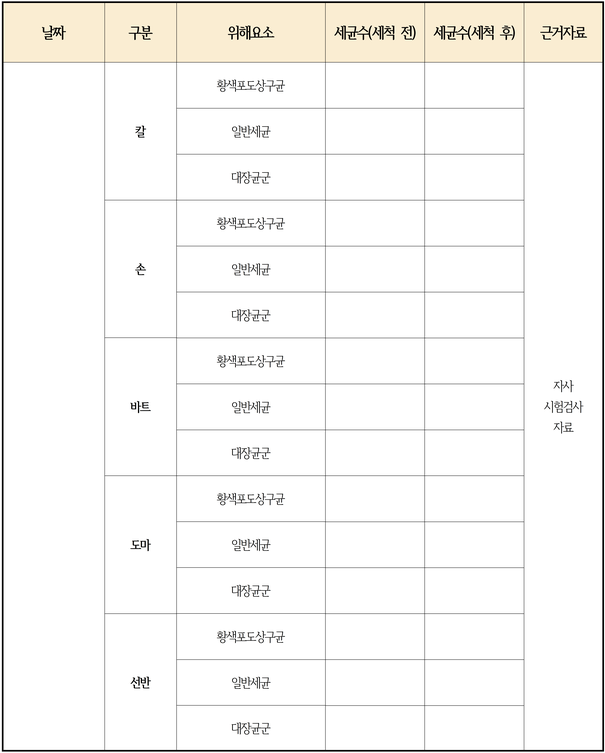 날짜 구분 위해요소 세균수(세척 전) 세균수(세척 후) 근거자료
칼
황색포도상구균
일반세균
대장균군
손
황색포도상구균
일반세균
대장균군
바트
황색포도상구균
일반세균
대장균군
도마
황색포도상구균
일반세균
대장균군
선반
황색포도상구균
일반세균
대장균군
자사
시험검사
자료